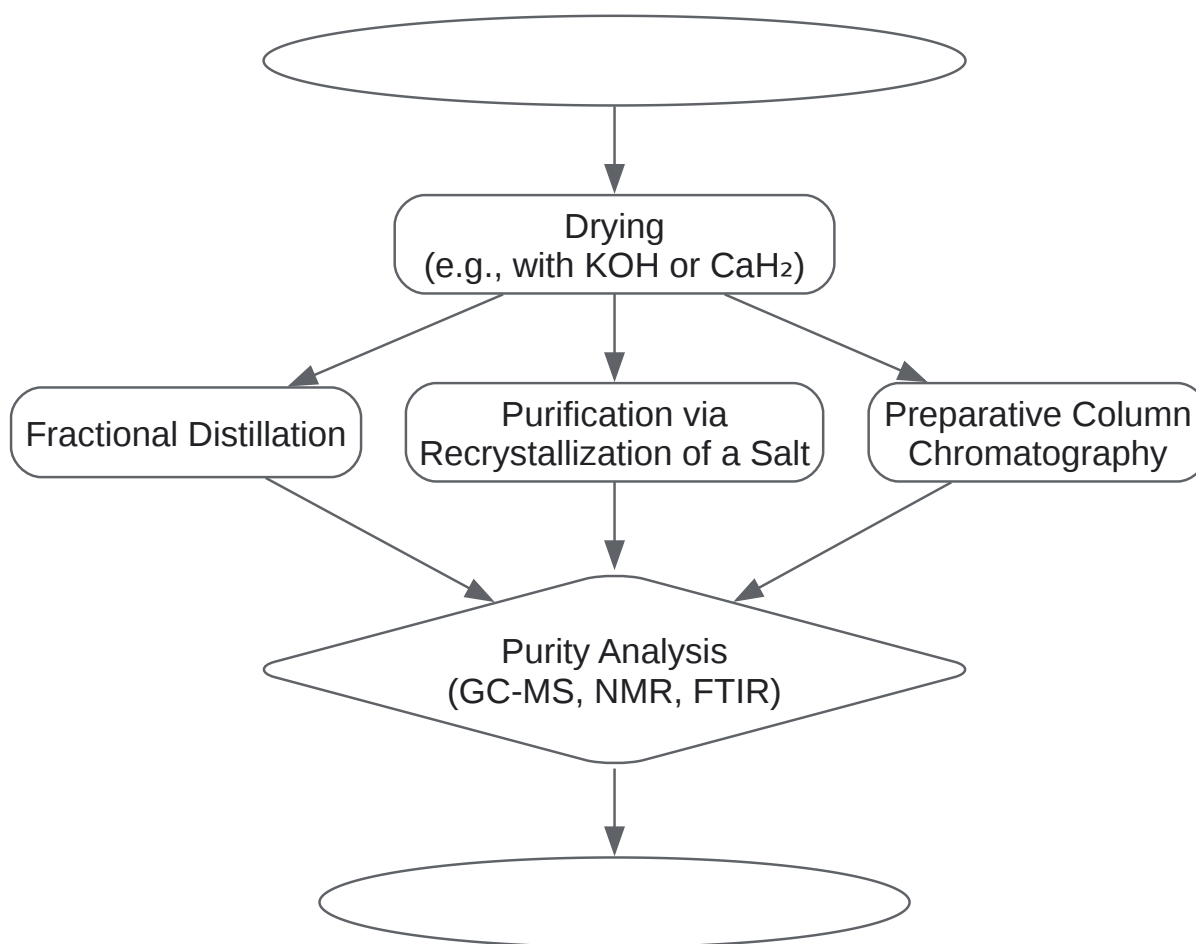 Drying
(e.g., with KOH or CaH₂)
Fractional Distillation
Purification via
Recrystallization of a Salt
Preparative Column
Chromatography
Purity Analysis
(GC-MS, NMR, FTIR)